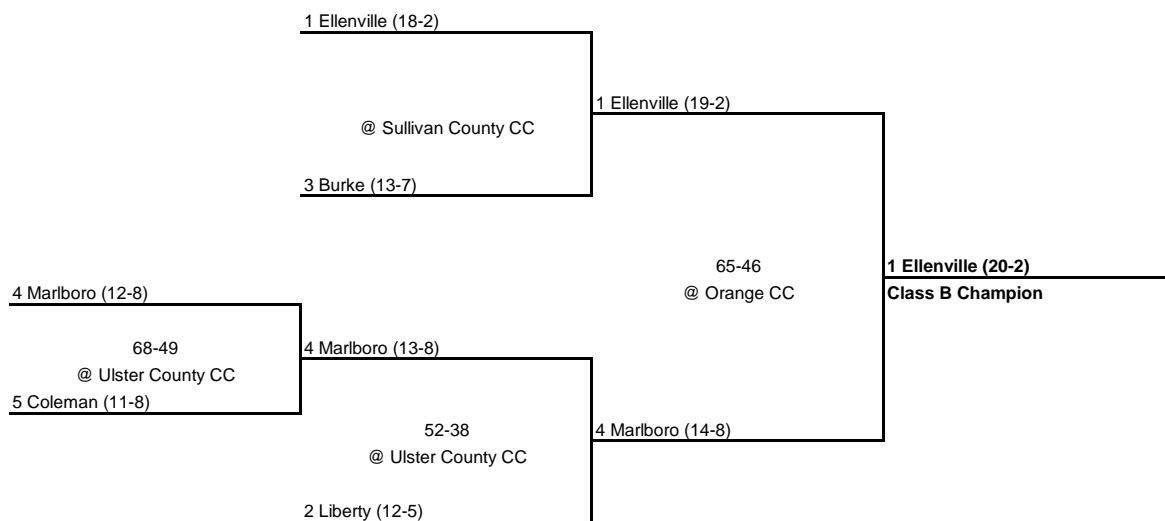 1 Ellenville (18-2)
1 Ellenville (19-2)
@ Sullivan County CC
3 Burke (13-7)
65-46
1 Ellenville (20-2)
@ Orange CC
Class B Champion
4 Marlboro (12-8)
68-49
4 Marlboro (13-8)
@ Ulster County CC
5 Coleman (11-8)
52-38
4 Marlboro (14-8)
@ Ulster County CC
2 Liberty (12-5)